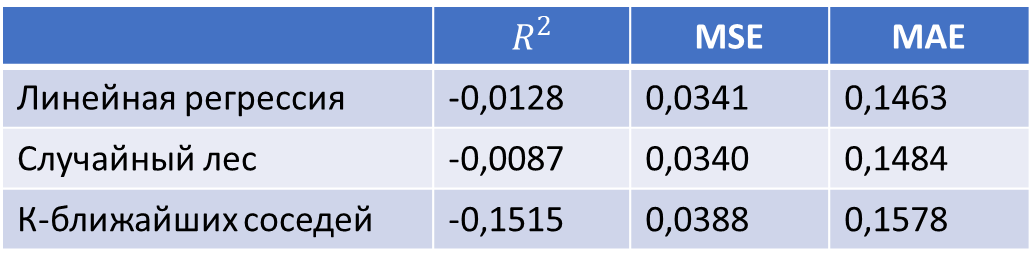 R² MSE MAE
Линейная регрессия -0,0128 0,0341 0,1463
Случайный лес -0,0087 0,0340 0,1484
К-ближайших соседей -0,1515 0,0388 0,1578